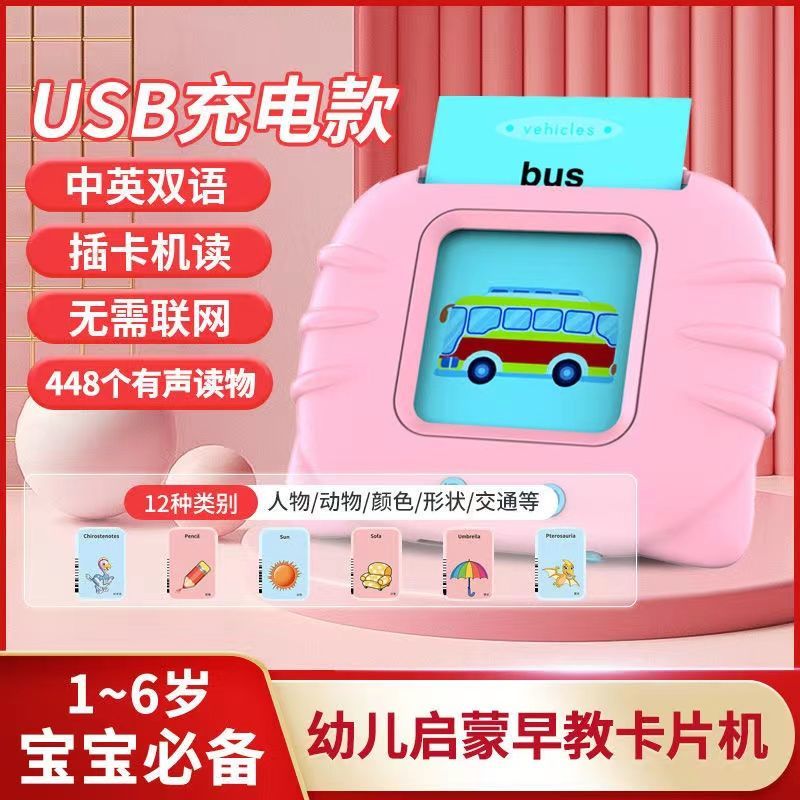 USB充电款
vehicles
bus
中英双语
插卡机读
无需联网
448个有声读物
12种类别
人物/动物/颜色/形状/交通等
Chirostenotes
Pencil
Sun
Sofa
Umbrella
Pterosauria
1~6岁
宝宝必备
幼儿启蒙早教卡片机